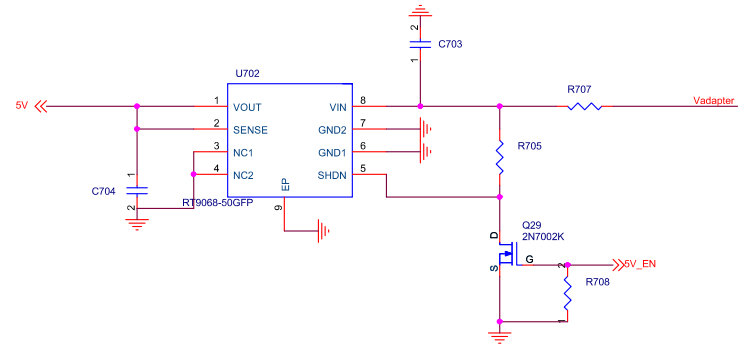 2
C703
1
U702
R707
5V
1
VOUT
VIN
8
Vadapter
2
SENSE
GND2
7
3
NC1
GND1
6
R705
4
NC2
SHDN
5
EP
1
C704
2
RT9068-50GFP
9
Q29
2N7002K
D
S
G
2
5V_EN
R708
1